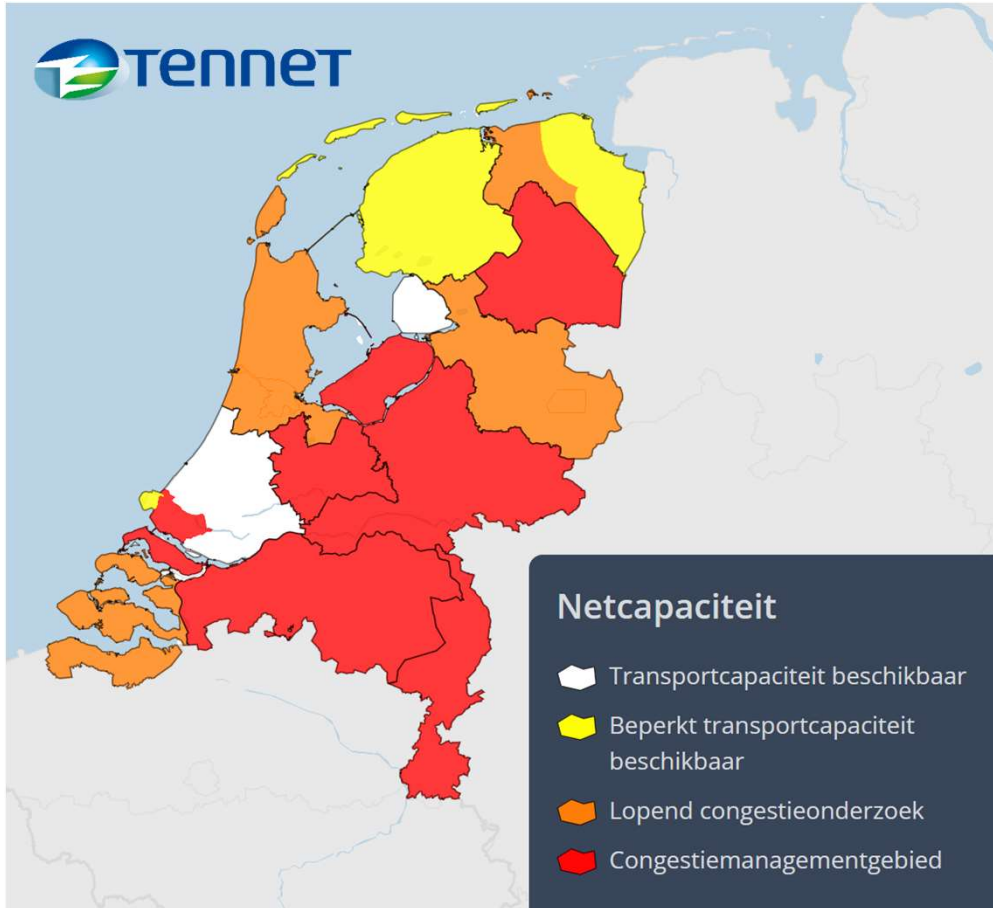 TenneT
Netcapaciteit
Transportcapaciteit beschikbaar
Beperkt transportcapaciteit
beschikbaar
Lopend congestieonderzoek
Congestiemanagementgebied